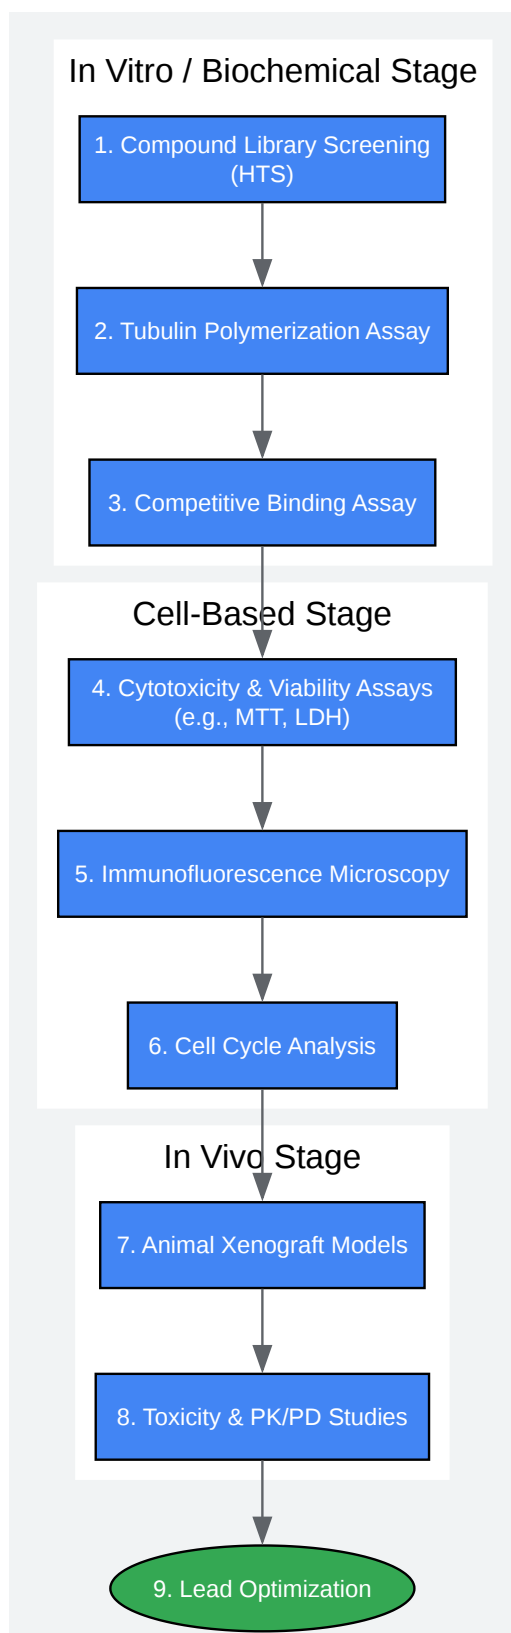 In Vitro / Biochemical Stage
1. Compound Library Screening
(HTS)
2. Tubulin Polymerization Assay
3. Competitive Binding Assay
Cell-Based Stage
4. Cytotoxicity & Viability Assays
(e.g., MTT, LDH)
5. Immunofluorescence Microscopy
6. Cell Cycle Analysis
In Vivo Stage
7. Animal Xenograft Models
8. Toxicity & PK/PD Studies
9. Lead Optimization